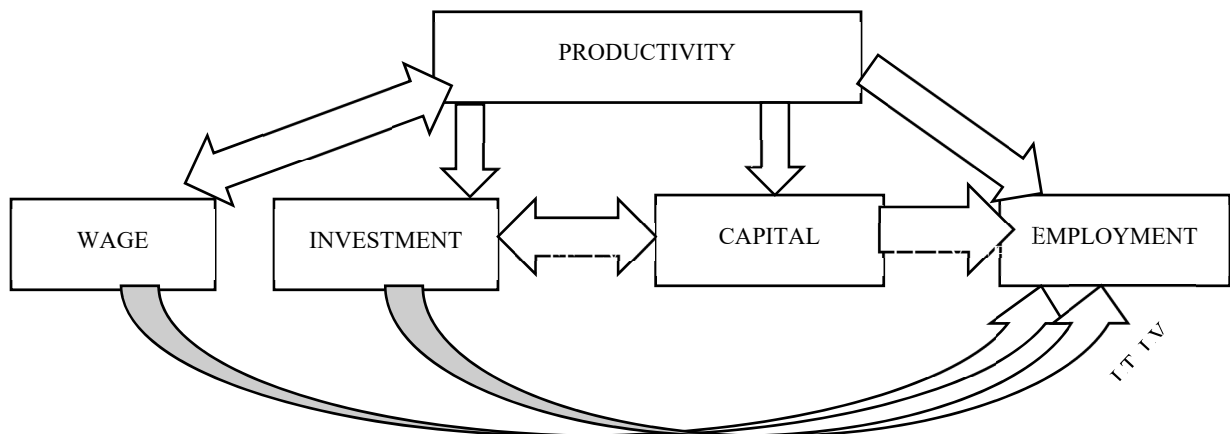 PRODUCTIVITY
WAGE
INVESTMENT
CAPITAL
EMPLOYMENT